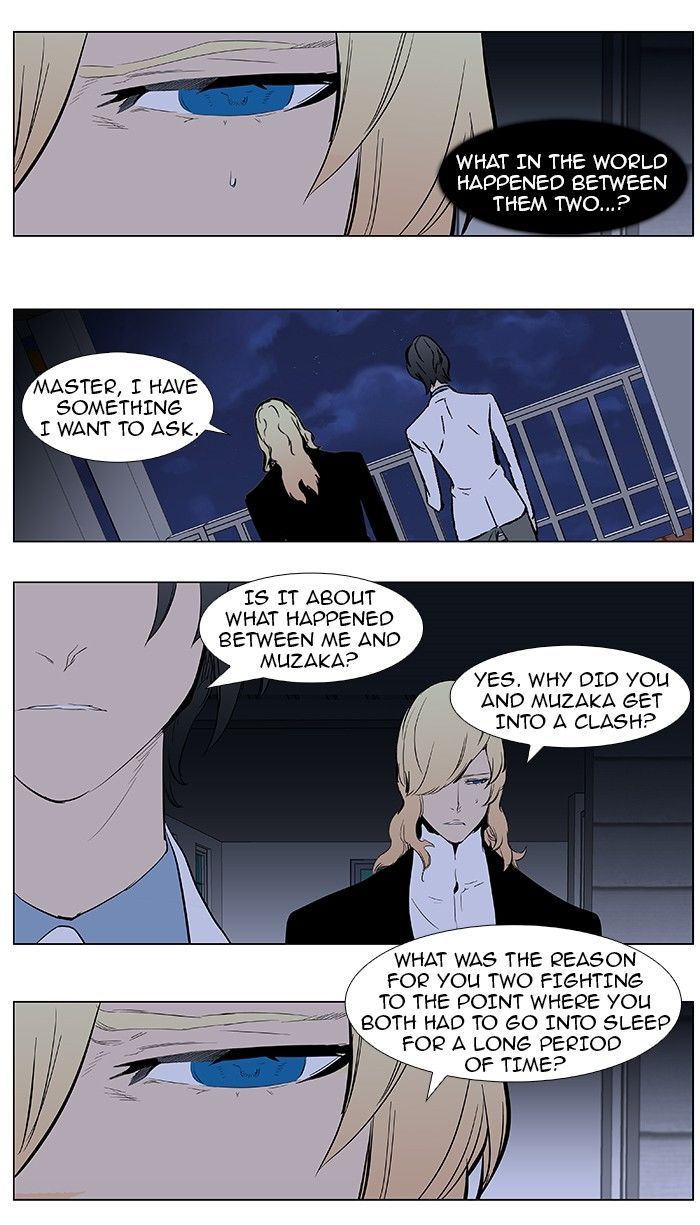 WHAT IN THE WORLD
HAPPENED BETWEEN
THEM TWO...?
MASTER, I HAVE
SOMETHING
I WANT TO ASK.
IS IT ABOUT
WHAT HAPPENED
BETWEEN ME AND
MUZAKA?
YES. WHY DID YOU
AND MUZAKA GET
INTO A CLASH?
WHAT WAS THE REASON
FOR YOU TWO FIGHTING
TO THE POINT WHERE YOU
BOTH HAD TO GO INTO SLEEP
FOR A LONG PERIOD
OF TIME?